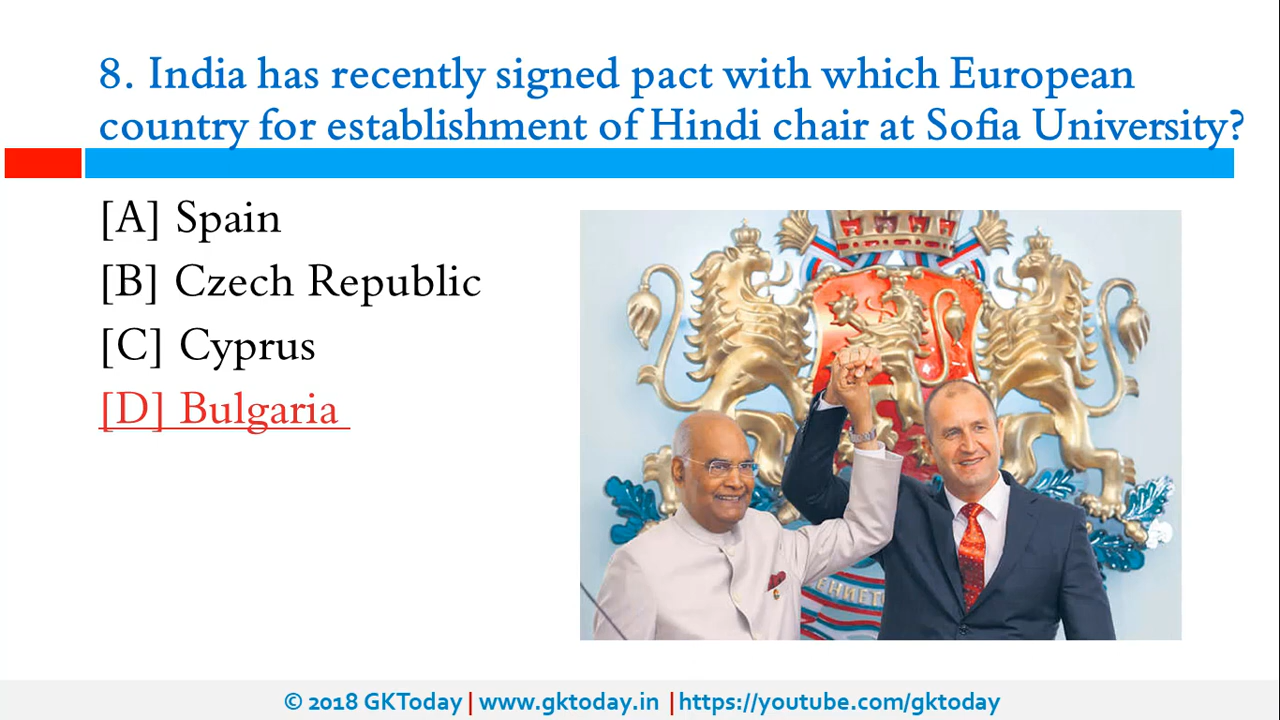 8. India has recently signed pact with which European
country for establishment of Hindi chair at Sofia University?
[A] Spain
[B] Czech Republic
[C] Cyprus
[D] Bulgaria
© 2018 GKToday | www.gktoday.in | https://youtube.com/gktoday